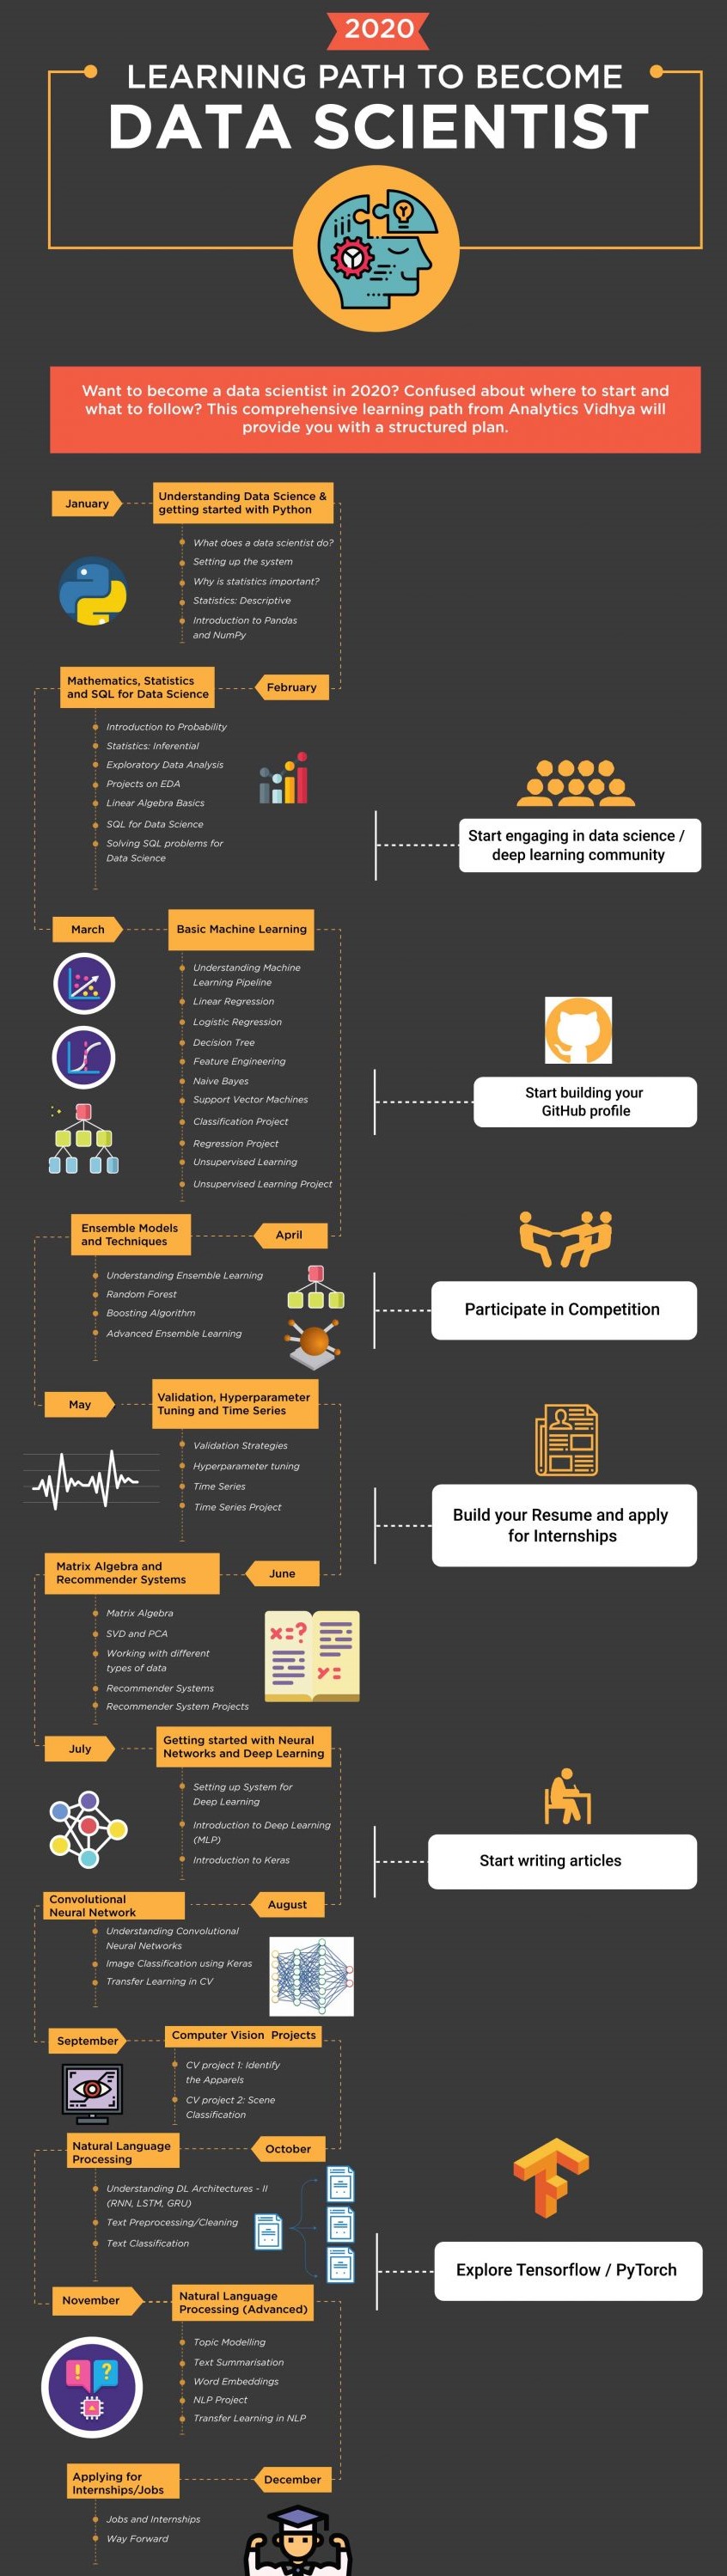 2020
LEARNING PATH TO BECOME
DATA SCIENTIST
Want to become a data scientist in 2020? Confused about where to start and
what to follow? This comprehensive learning path from Analytics Vidhya will
provide you with a structured plan.
January
Understanding Data Science &
getting started with Python
What does a data scientist do?
Setting up the system
Why is statistics important?
Statistics: Descriptive
Introduction to Pandas
and NumPy
Mathematics, Statistics
and SQL for Data Science
February
Introduction to Probability
Statistics: Inferential
Exploratory Data Analysis
Projects on EDA
Linear Algebra Basics
SQL for Data Science
Solving SQL problems for
Data Science
Start engaging in data science /
deep learning community
March
Basic Machine Learning
Understanding Machine
Learning Pipeline
Linear Regression
Logistic Regression
Decision Tree
Feature Engineering
Naive Bayes
Support Vector Machines
Classification Project
Regression Project
Unsupervised Learning
Unsupervised Learning Project
Start building your
GitHub profile
Ensemble Models
and Techniques
April
Understanding Ensemble Learning
Random Forest
Boosting Algorithm
Advanced Ensemble Learning
Participate in Competition
May
Validation, Hyperparameter
Tuning and Time Series
Validation Strategies
Hyperparameter tuning
Time Series
Time Series Project
Build your Resume and apply
for Internships
Matrix Algebra and
Recommender Systems
June
Matrix Algebra
SVD and PCA
Working with different
types of data
Recommender Systems
Recommender System Projects
x=?
y=
July
Getting started with Neural
Networks and Deep Learning
Setting up System for
Deep Learning
Introduction to Deep Learning
(MLP)
Introduction to Keras
Start writing articles
Convolutional
Neural Network
August
Understanding Convolutional
Neural Networks
Image Classification using Keras
Transfer Learning in CV
September
Computer Vision Projects
CV project 1: Identify
the Apparels
CV project 2: Scene
Classification
Natural Language
Processing
October
Understanding DL Architectures - II
(RNN, LSTM, GRU)
Text Preprocessing/Cleaning
Text Classification
Explore Tensorflow / PyTorch
November
Natural Language
Processing (Advanced)
Topic Modelling
Text Summarisation
Word Embeddings
NLP Project
Transfer Learning in NLP
! ?
Applying for
Internships/Jobs
December
Jobs and Internships
Way Forward